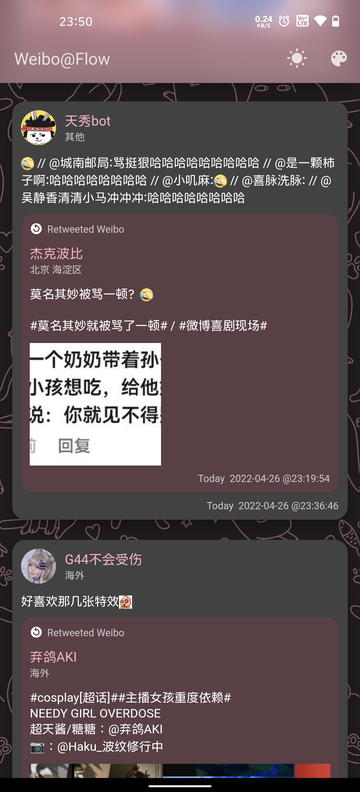 23:50
0.24
KB/S
Weibo@Flow
天秀bot
其他
// @城南邮局:骂挺狠哈哈哈哈哈哈哈哈哈 // @是一颗柿
子啊:哈哈哈哈哈哈哈哈 // @小叽麻: // @喜脉洗脉: // @
吴静香清清小马冲冲冲:哈哈哈哈哈哈哈哈
Retweeted Weibo
杰克波比
北京 海淀区
莫名其妙被骂一顿？
#莫名其妙就被骂了一顿# / #微博喜剧现场#
一个奶奶带着孙
小孩想吃，给他
说：你就见不得
前 回复
Today 2022-04-26 @23:19:54
Today 2022-04-26 @23:36:46
G44不会受伤
海外
好喜欢那几张特效
Retweeted Weibo
弃鸽AKI
海外
#cosplay[超话]##主播女孩重度依赖#
NEEDY GIRL OVERDOSE
超天酱/糖糖：@弃鸽AKI
：@Haku_波纹修行中